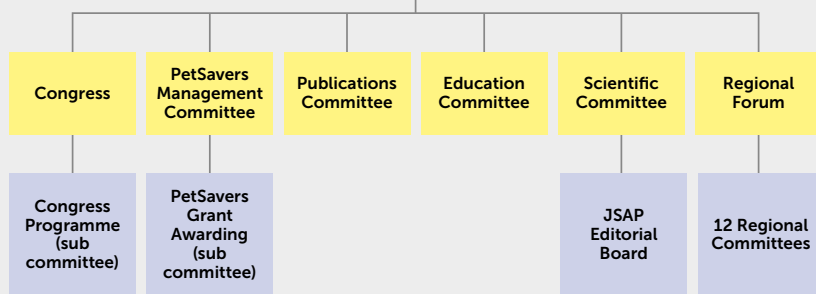 Congress
PetSavers
Management
Committee
Publications
Committee
Education
Committee
Scientific
Committee
Regional
Forum
Congress
Programme
(sub
committee)
PetSavers
Grant
Awarding
(sub
committee)
JSAP
Editorial
Board
12 Regional
Committees